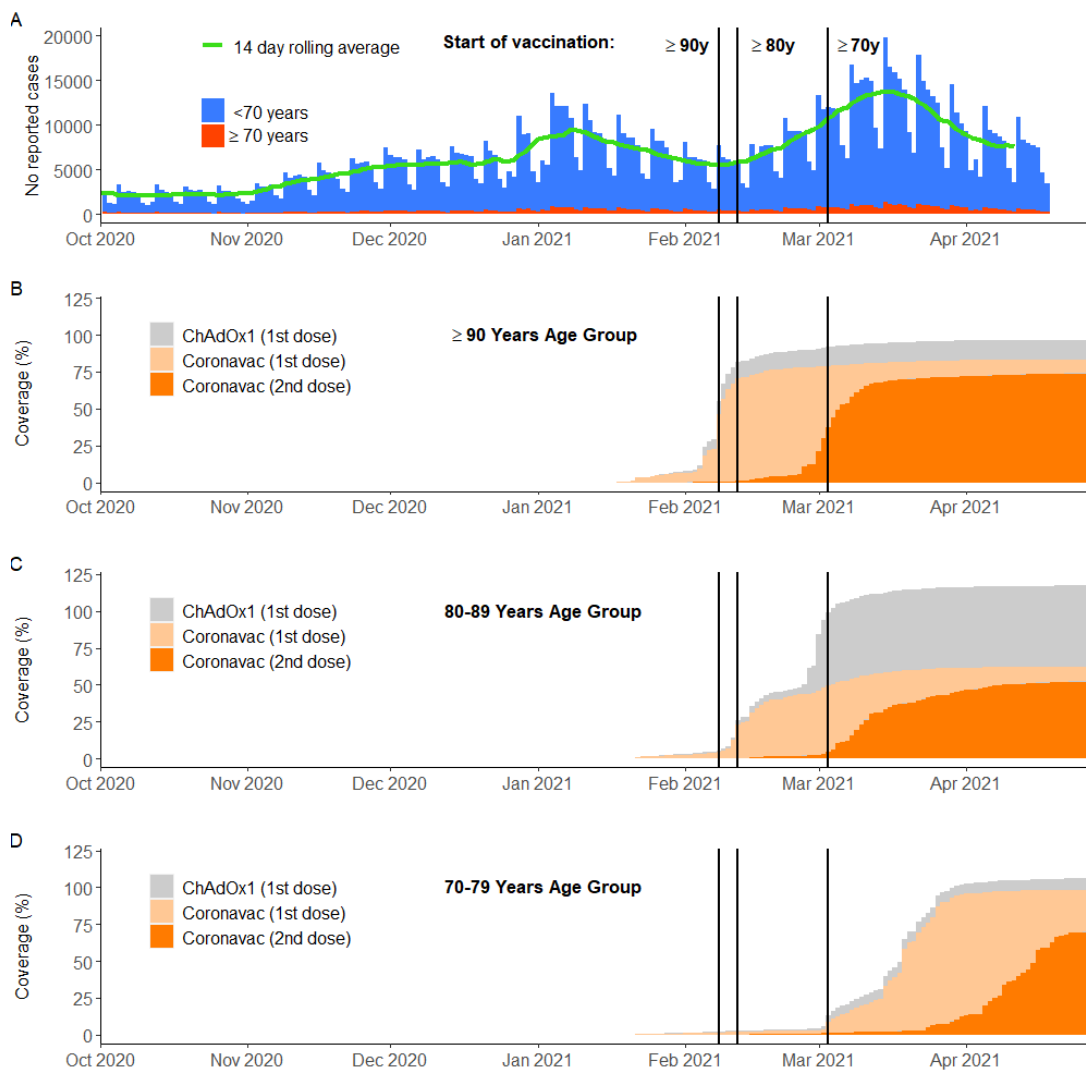 A
14 day rolling average
Start of vaccination:
≥ 90y
≥ 80y
≥ 70y
<70 years
≥ 70 years
No reported cases
20000
15000
10000
5000
0
Oct 2020 Nov 2020 Dec 2020 Jan 2021 Feb 2021 Mar 2021 Apr 2021
B
≥ 90 Years Age Group
ChAdOx1 (1st dose)
Coronavac (1st dose)
Coronavac (2nd dose)
Coverage (%)
125
100
75
50
25
0
Oct 2020 Nov 2020 Dec 2020 Jan 2021 Feb 2021 Mar 2021 Apr 2021
C
80-89 Years Age Group
ChAdOx1 (1st dose)
Coronavac (1st dose)
Coronavac (2nd dose)
Coverage (%)
125
100
75
50
25
0
Oct 2020 Nov 2020 Dec 2020 Jan 2021 Feb 2021 Mar 2021 Apr 2021
D
70-79 Years Age Group
ChAdOx1 (1st dose)
Coronavac (1st dose)
Coronavac (2nd dose)
Coverage (%)
125
100
75
50
25
0
Oct 2020 Nov 2020 Dec 2020 Jan 2021 Feb 2021 Mar 2021 Apr 2021